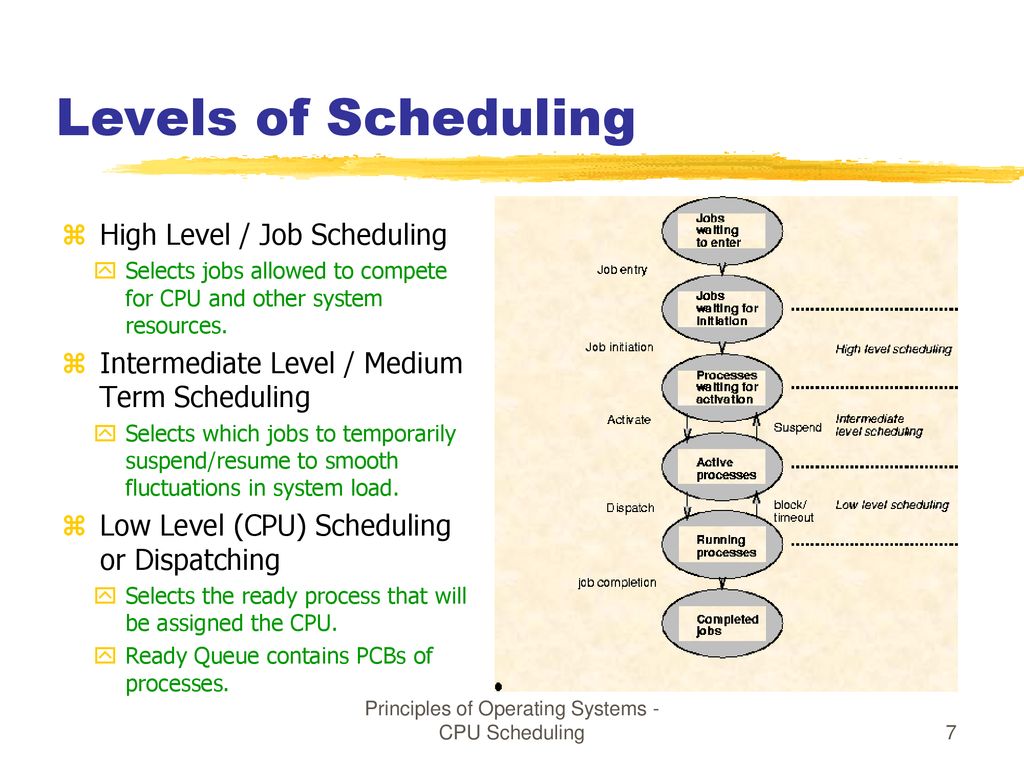 Levels of Scheduling
High Level / Job Scheduling
Selects jobs allowed to compete
for CPU and other system
resources.
Intermediate Level / Medium
Term Scheduling
Selects which jobs to temporarily
suspend/resume to smooth
fluctuations in system load.
Low Level (CPU) Scheduling
or Dispatching
Selects the ready process that will
be assigned the CPU.
Ready Queue contains PCBs of
processes.
Jobs
waiting
to enter
Job entry
Jobs
waiting for
initiation
Job initiation
High level scheduling
Processes
waiting for
activation
Activate
Suspend
Intermediate
level scheduling
Active
processes
Dispatch
block/
timeout
Low level scheduling
Running
processes
job completion
Completed
jobs
Principles of Operating Systems -
CPU Scheduling
7